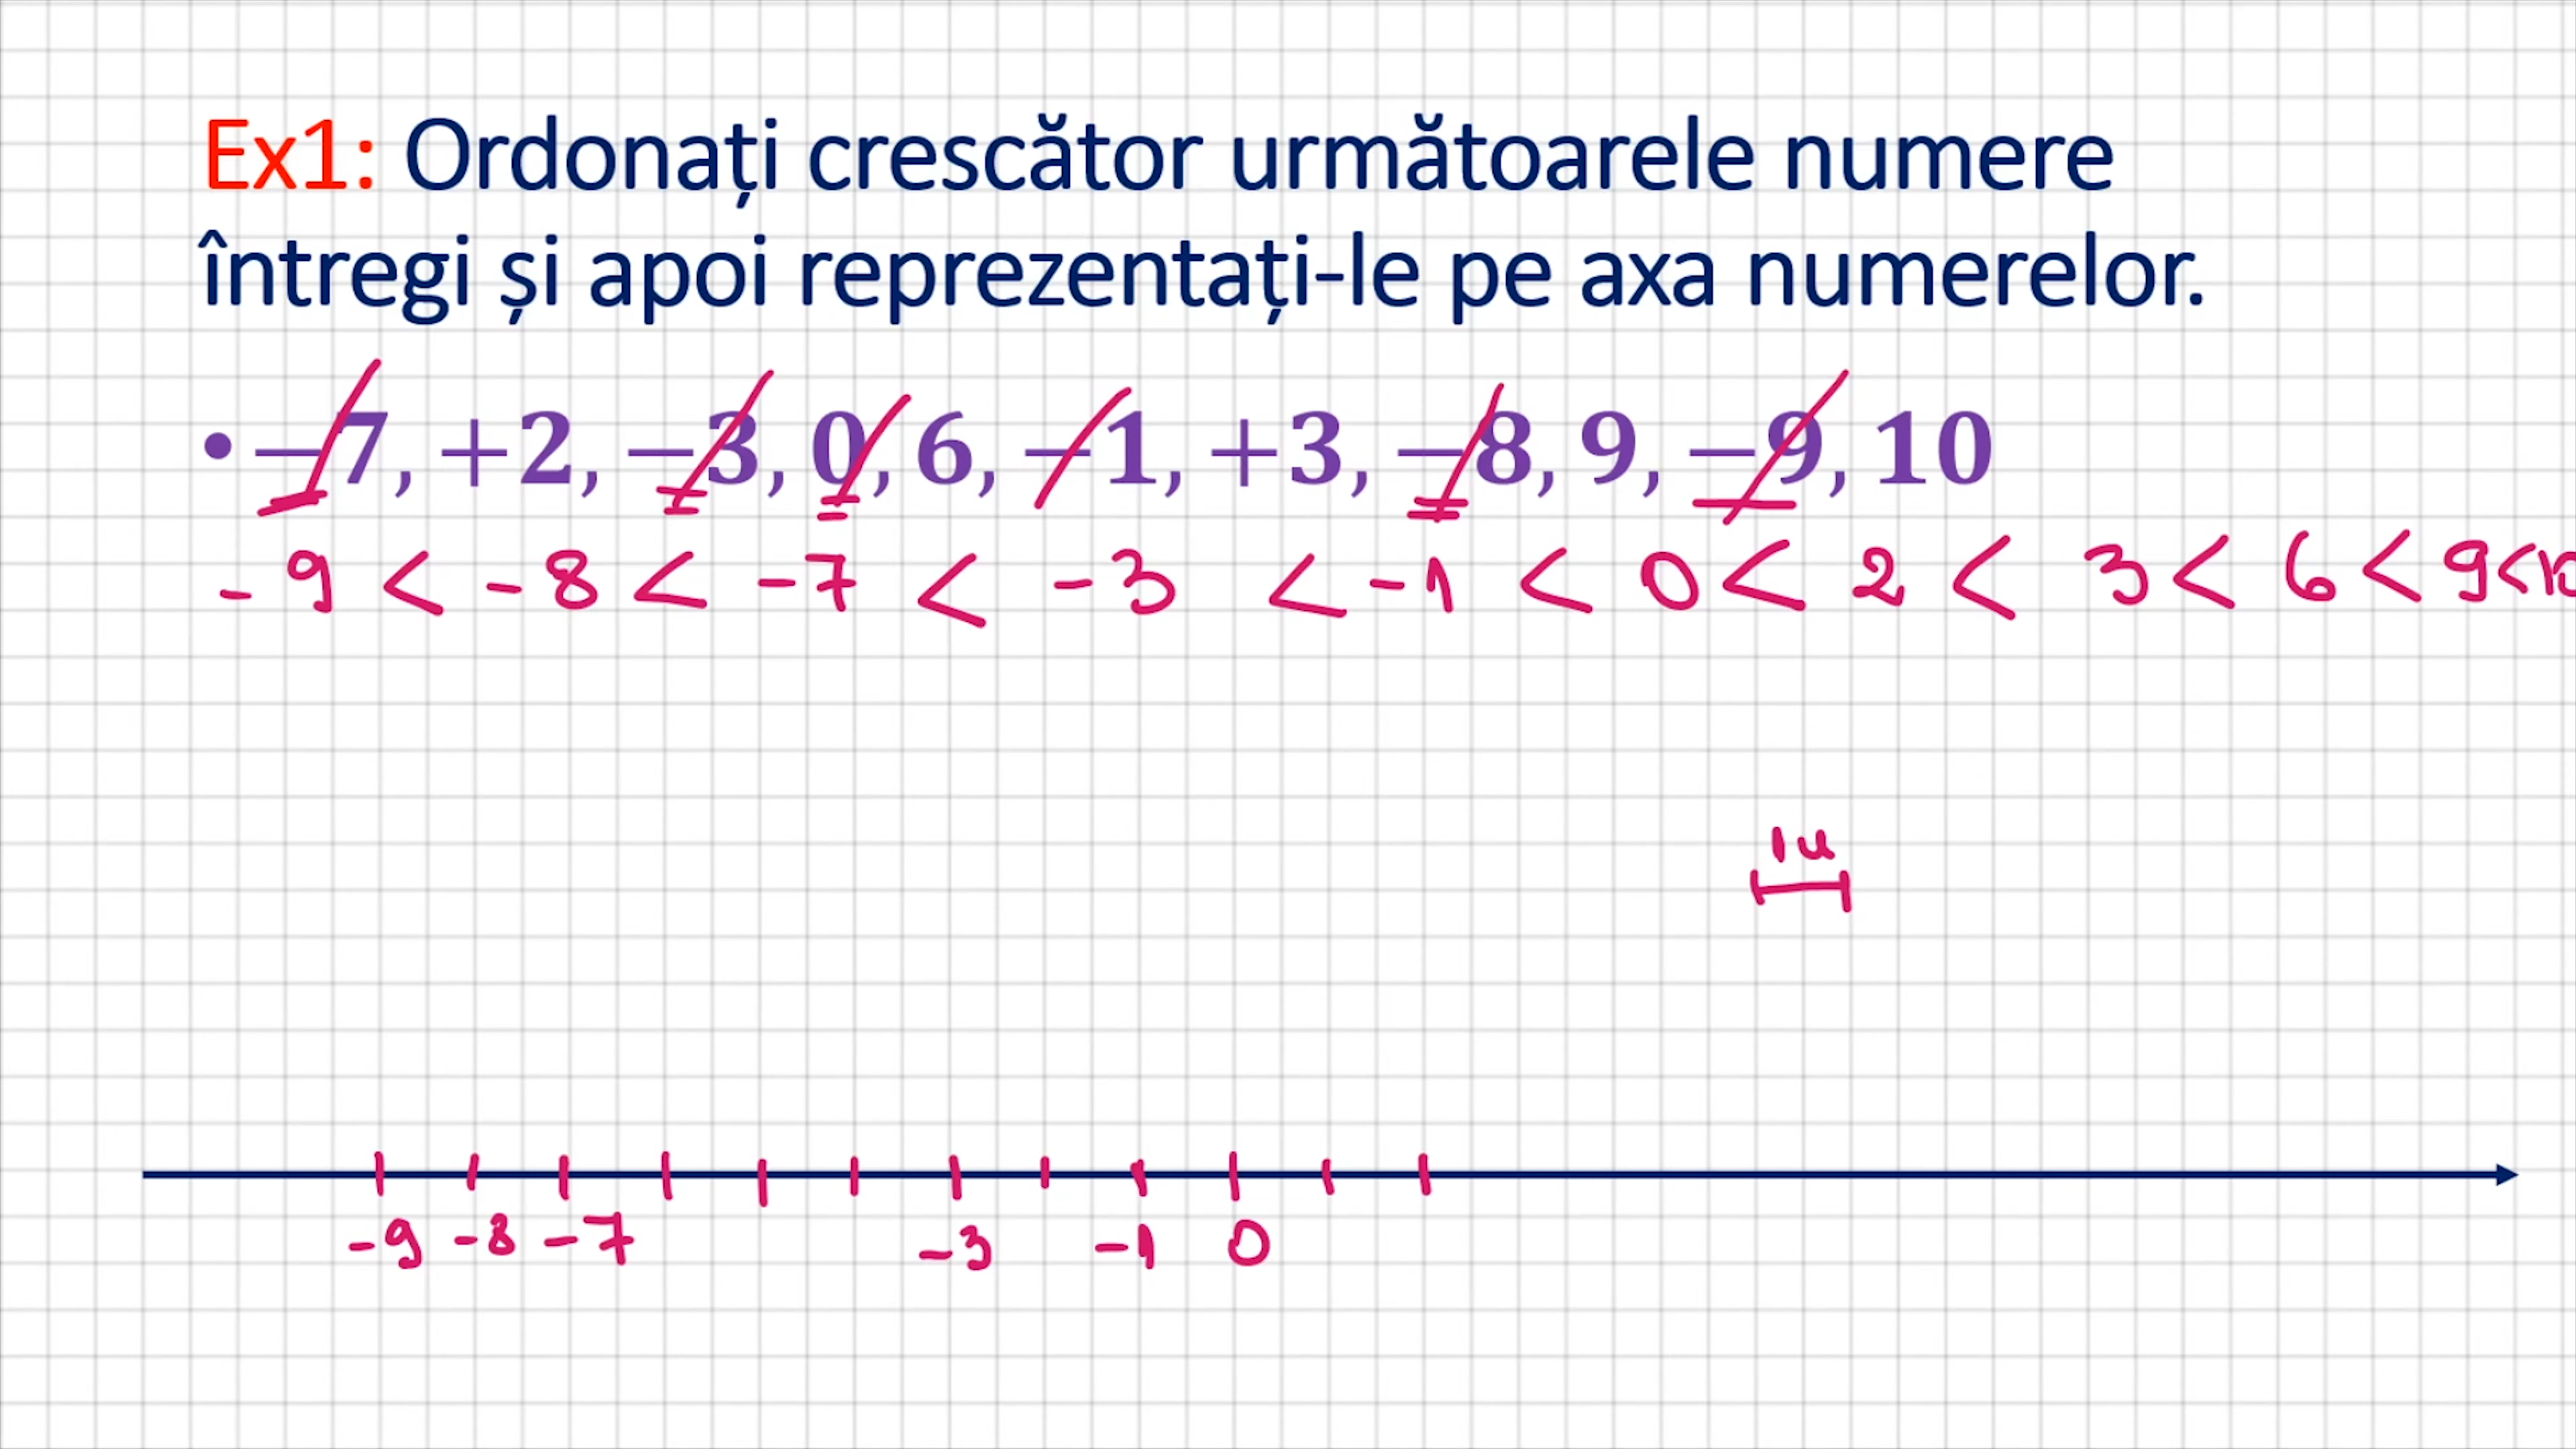 Ex1: Ordonați crescător următoarele numere
întregi și apoi reprezentați-le pe axa numerelor.
• −7, +2, −3, 0, 6, −1, +3, −8, 9, −9, 10
-9 < -8 < -7 < -3 < -1 < 0 < 2 < 3 < 6 < 9 < 10
1u
-9 -8 -7 -3 -1 0